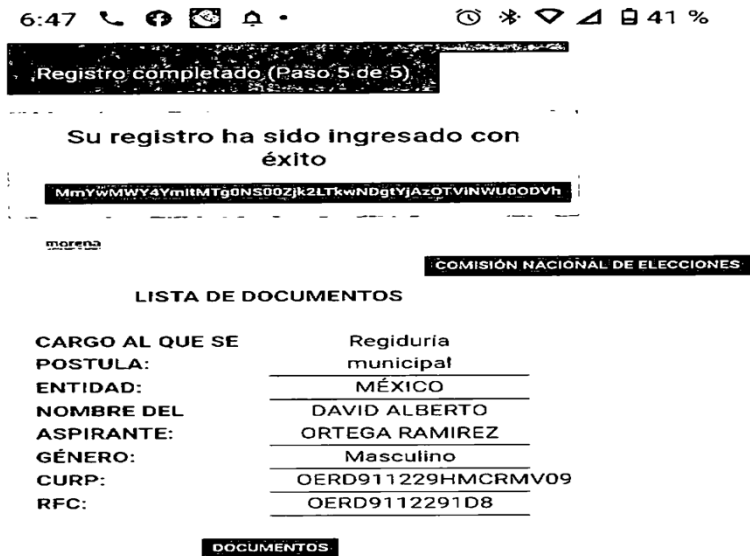 6:47 41 %
Registro completado (Paso 5 de 5)
Su registro ha sido ingresado con
éxito
morena
COMISIÓN NACIONAL DE ELECCIONES
LISTA DE DOCUMENTOS
CARGO AL QUE SE POSTULA: Regiduría municipal
ENTIDAD: MÉXICO
NOMBRE DEL ASPIRANTE: DAVID ALBERTO ORTEGA RAMIREZ
GÉNERO: Masculino
CURP: OERD911229HMCRMV09
RFC: OERD9112291D8
DOCUMENTOS